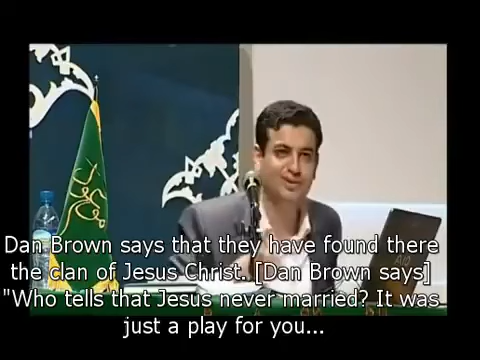 Dan Brown says that they have found there
the clan of Jesus Christ. [Dan Brown says]
"Who tells that Jesus never married? It was
just a play for you...